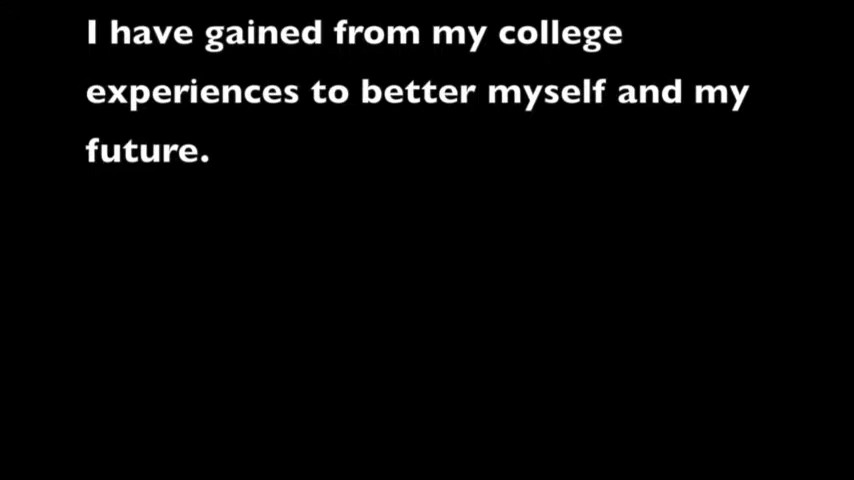 I have gained from my college
experiences to better myself and my
future.